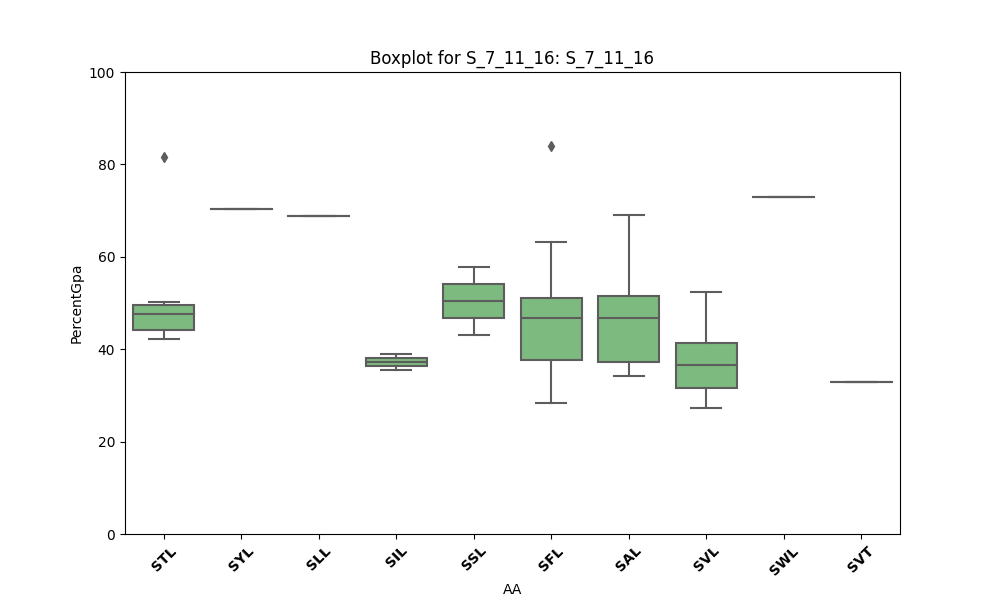 Boxplot for S_7_11_16: S_7_11_16
100
80
60
40
20
0
PercentGpa
STL SYL SLL SIL SSL SFL SAL SVL SWL SVT
AA